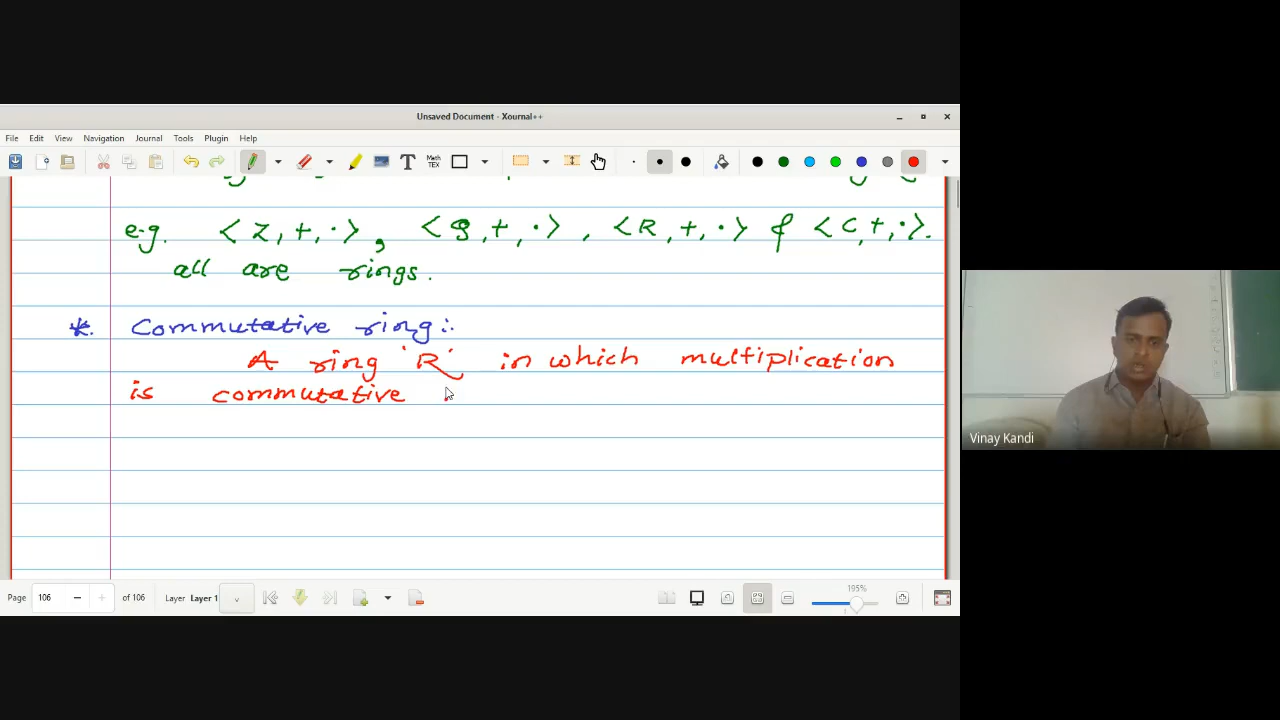 Unsaved Document - Xournal++
File Edit View Navigation Journal Tools Plugin Help
e.g. < Z, +, · >, < Q, +, · >, < R, +, · > & < C, +, · >.
all are rings.
*. Commutative ring:
A ring 'R' in which multiplication
is commutative
Page 106 of 106 Layer Layer 1 195%
Vinay Kandi